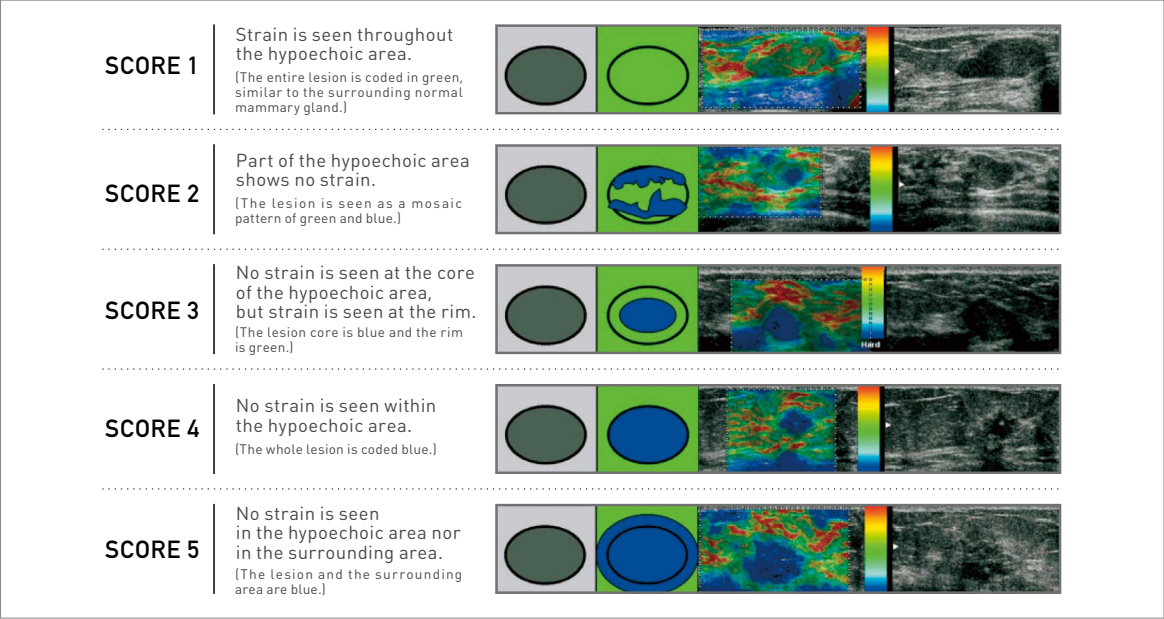 SCORE 1
Strain is seen throughout
the hypoechoic area.
(The entire lesion is coded in green,
similar to the surrounding normal
mammary gland.)
SCORE 2
Part of the hypoechoic area
shows no strain.
(The lesion is seen as a mosaic
pattern of green and blue.)
SCORE 3
No strain is seen at the core
of the hypoechoic area,
but strain is seen at the rim.
(The lesion core is blue and the rim
is green.)
Hard
SCORE 4
No strain is seen within
the hypoechoic area.
(The whole lesion is coded blue.)
SCORE 5
No strain is seen
in the hypoechoic area nor
in the surrounding area.
(The lesion and the surrounding
area are blue.)